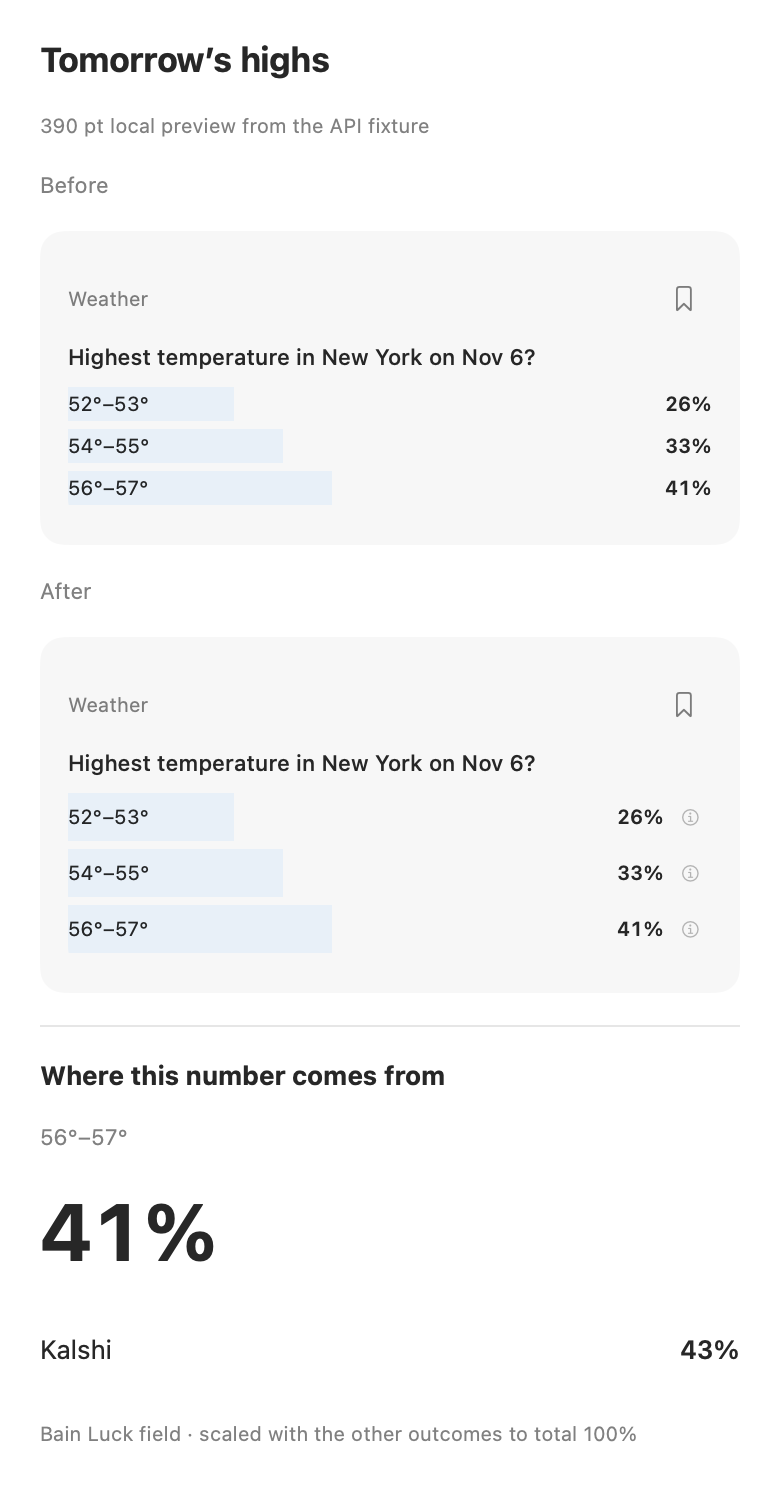 Tomorrow’s highs
390 pt local preview from the API fixture
Before
Weather
Highest temperature in New York on Nov 6?
52°–53° 26%
54°–55° 33%
56°–57° 41%
After
Weather
Highest temperature in New York on Nov 6?
52°–53° 26%
54°–55° 33%
56°–57° 41%
Where this number comes from
56°–57°
41%
Kalshi 43%
Bain Luck field · scaled with the other outcomes to total 100%